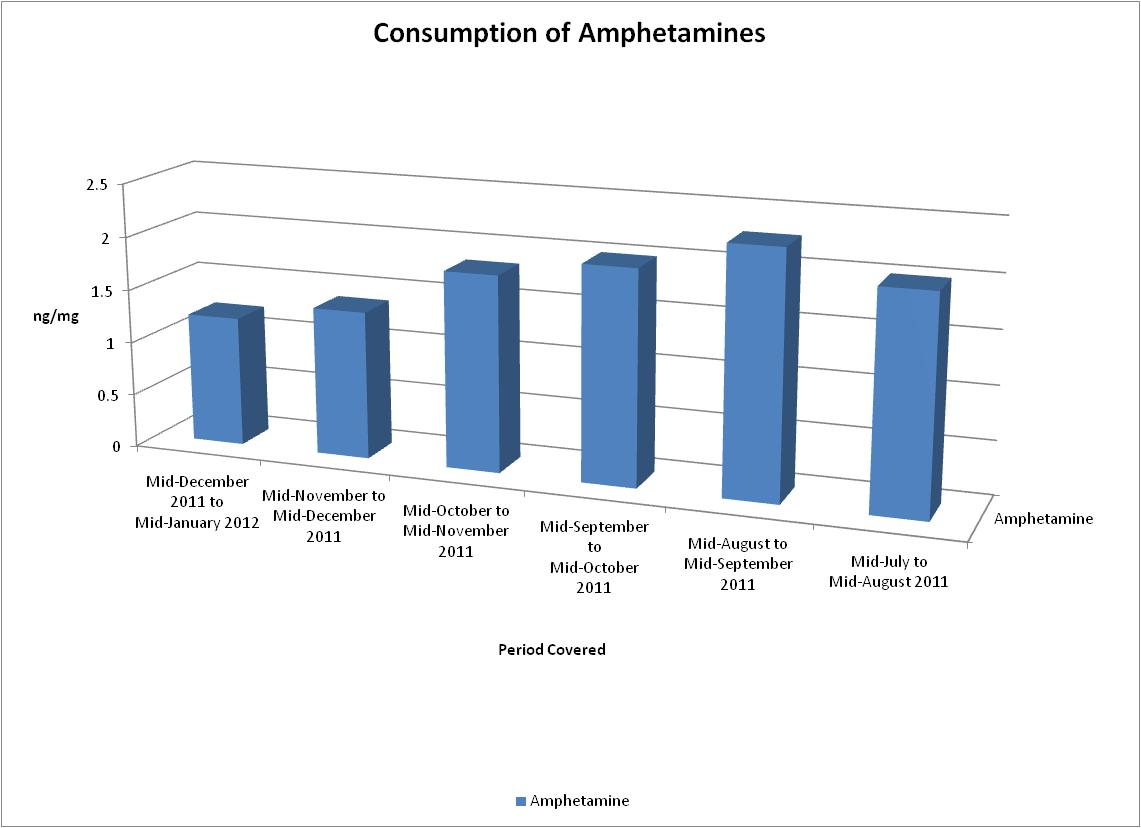 Consumption of Amphetamines
2.5
2
1.5
1
0.5
0
ng/mg
Mid-December
2011 to
Mid-January 2012
Mid-November to
Mid-December
2011
Mid-October to
Mid-November
2011
Mid-September
to
Mid-October
2011
Mid-August to
Mid-September
2011
Mid-July to
Mid-August 2011
Amphetamine
Period Covered
Amphetamine